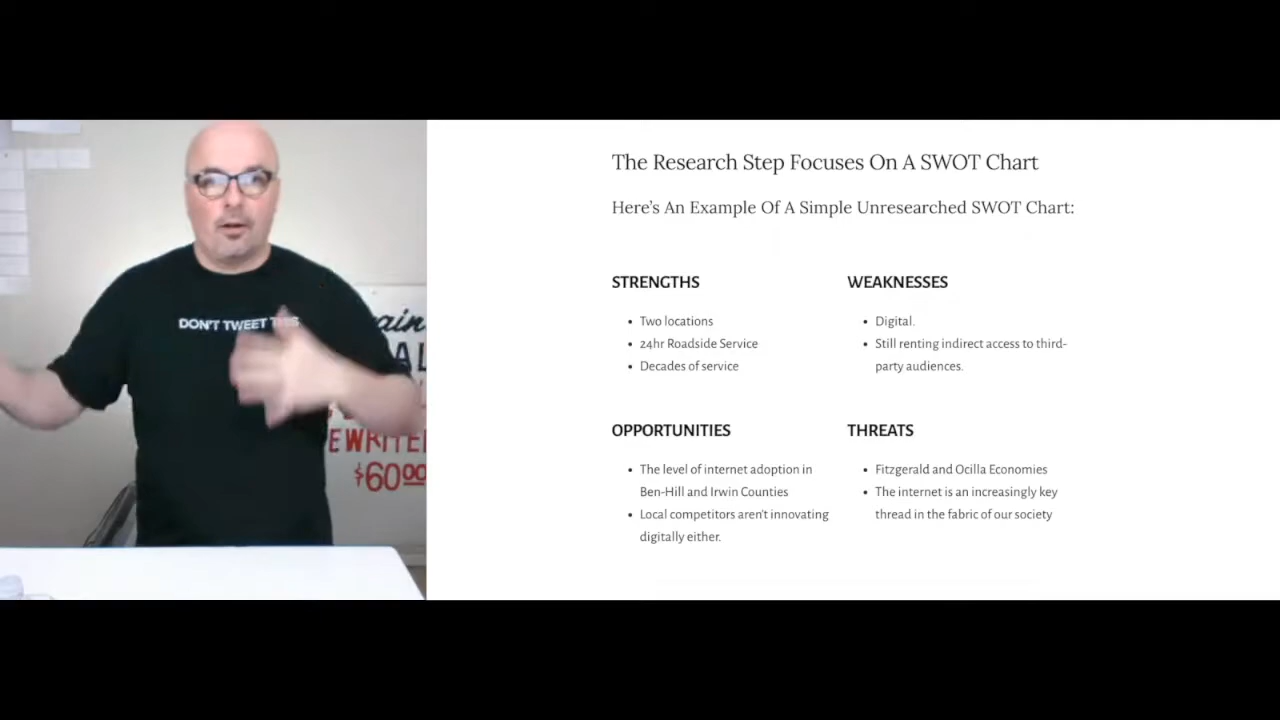 DON'T TWEET THIS
EWRITE
$60.00
The Research Step Focuses On A SWOT Chart
Here's An Example Of A Simple Unresearched SWOT Chart:
STRENGTHS
• Two locations
• 24hr Roadside Service
• Decades of service
WEAKNESSES
• Digital.
• Still renting indirect access to third-
party audiences.
OPPORTUNITIES
• The level of internet adoption in
Ben-Hill and Irwin Counties
• Local competitors aren't innovating
digitally either.
THREATS
• Fitzgerald and Ocilla Economies
• The internet is an increasingly key
thread in the fabric of our society